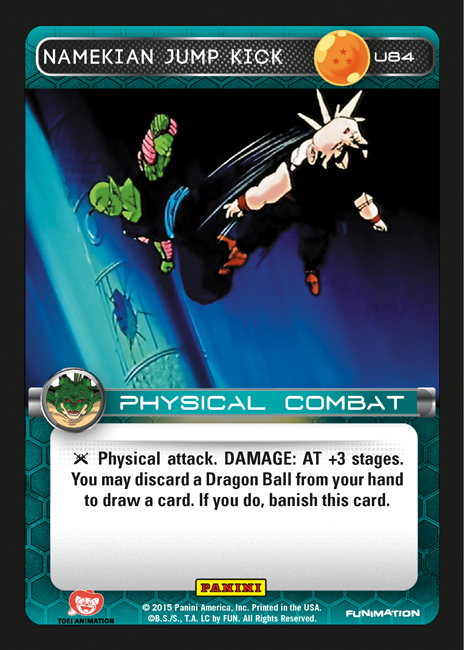 NAMEKIAN JUMP KICK U84
PHYSICAL COMBAT
Physical attack. DAMAGE: AT +3 stages.
You may discard a Dragon Ball from your hand
to draw a card. If you do, banish this card.
PANINI
© 2015 Panini America, Inc. Printed in the USA.
©B.S./S., T.A. LC by FUN. All Rights Reserved.
TOEI ANIMATION
FUNIMATION